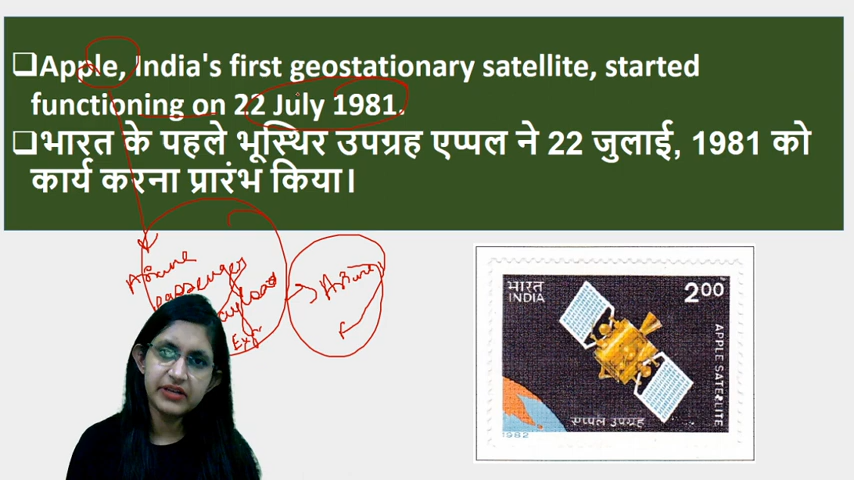 Apple, India's first geostationary satellite, started
functioning on 22 July 1981.
भारत के पहले भूस्थिर उपग्रह एप्पल ने 22 जुलाई, 1981 को
कार्य करना प्रारंभ किया।
Ariane
passenger
payload
Exp
Ariane
भारत
INDIA
2.00
APPLE SATELLITE
एप्पल उपग्रह
1982